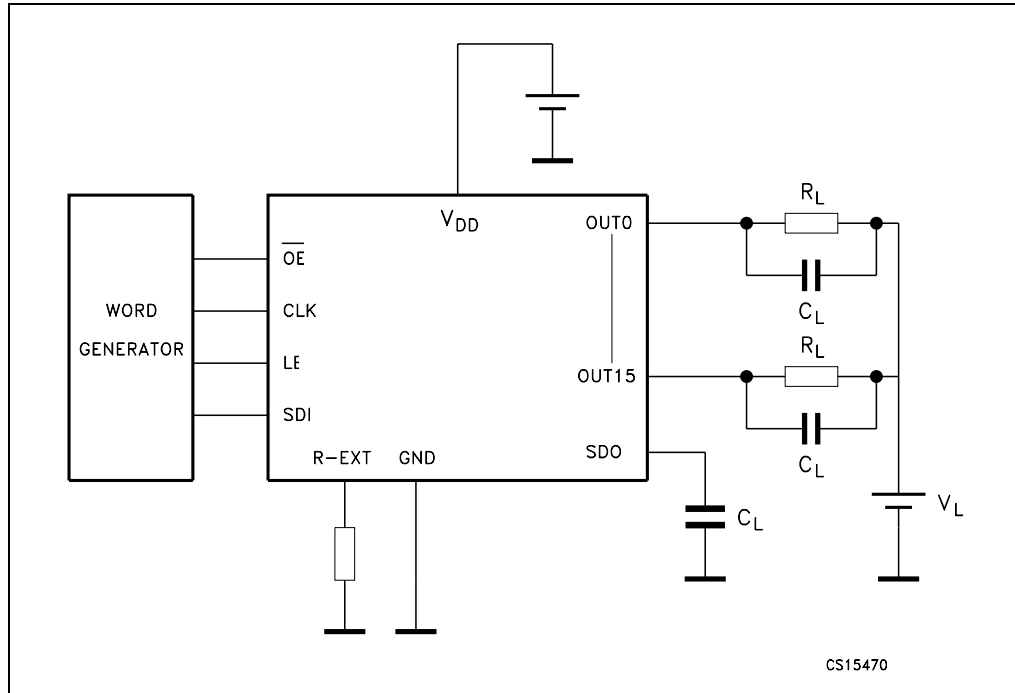 V_DD
OUT0
R_L
C_L
OE
CLK
LE
SDI
WORD
GENERATOR
R_L
OUT15
C_L
SDO
R-EXT GND
C_L
V_L
CS15470